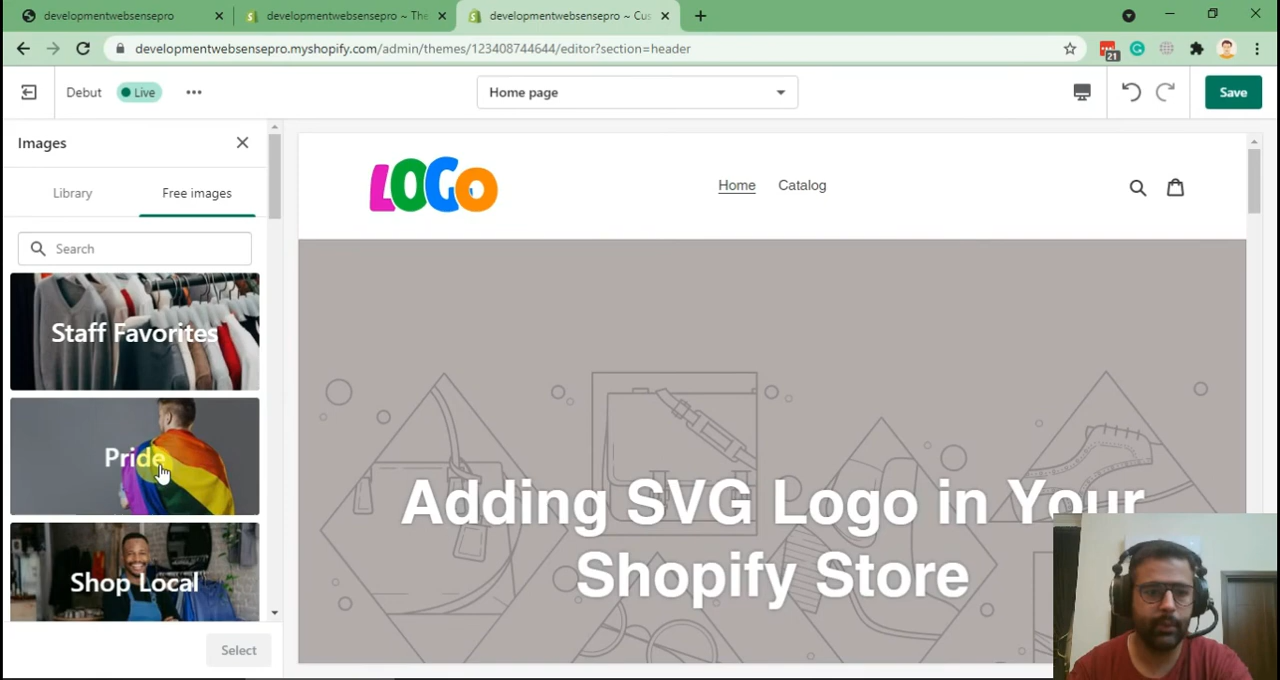 developmentwebsensepro
developmentwebsensepro ~ The
developmentwebsensepro ~ Cus
developmentwebsensepro.myshopify.com/admin/themes/123408744644/editor?section=header
21
Debut
Live
Home page
Save
Images
Library
Free images
Search
Staff Favorites
Pride
Shop Local
Select
LOGO
Home
Catalog
Adding SVG Logo in Your
Shopify Store